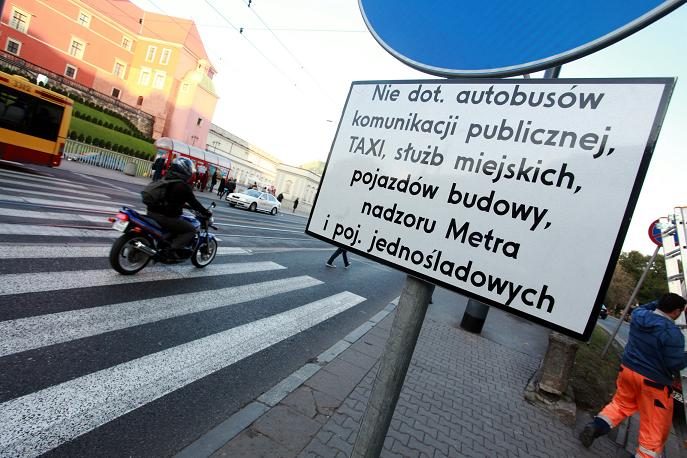 Nie dot. autobusów
komunikacji publicznej,
TAXI, służb miejskich,
pojazdów budowy,
nadzoru Metra
i poj. jednośladowych